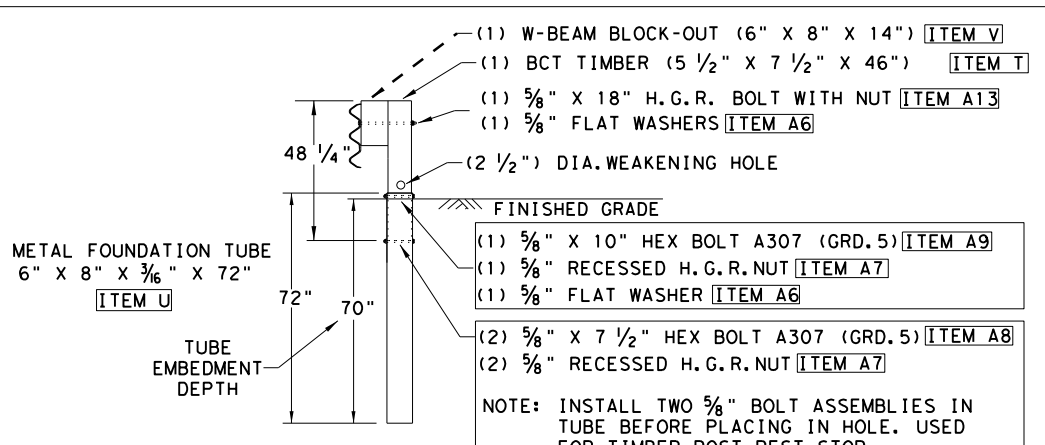 (1) W-BEAM BLOCK-OUT (6" X 8" X 14") ITEM V
(1) BCT TIMBER (5 1/2" X 7 1/2" X 46") ITEM T
(1) 5/8" X 18" H.G.R. BOLT WITH NUT ITEM A13
(1) 5/8" FLAT WASHERS ITEM A6
48 1/4"
(2 1/2") DIA. WEAKENING HOLE
FINISHED GRADE
METAL FOUNDATION TUBE
6" X 8" X 3/16" X 72"
ITEM U
72"
70"
TUBE
EMBEDMENT
DEPTH
(1) 5/8" X 10" HEX BOLT A307 (GRD.5) ITEM A9
(1) 5/8" RECESSED H.G.R. NUT ITEM A7
(1) 5/8" FLAT WASHER ITEM A6
(2) 5/8" X 7 1/2" HEX BOLT A307 (GRD.5) ITEM A8
(2) 5/8" RECESSED H.G.R. NUT ITEM A7
NOTE: INSTALL TWO 5/8" BOLT ASSEMBLIES IN
TUBE BEFORE PLACING IN HOLE. USED
FOR TIMBER POST REST STOP